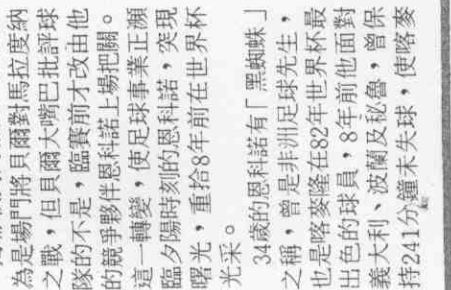 為是場門將貝爾對馬拉度納
之戰，但貝爾大嘴巴批評球
隊的不是，臨賽前才改由他
的競爭夥伴恩科諾上場把關。
這一轉變，使足球事業正瀕
臨夕陽時刻的恩科諾，突現
曙光，重拾8年前在世界杯
光采。
34歲的恩科諾有「黑蜘蛛」
之稱，曾是非洲足球先生，
也是喀麥隆在82年世界杯最
出色的球員，8年前他面對
義大利、波蘭及秘魯，曾保
持241分鐘未失球，使喀麥